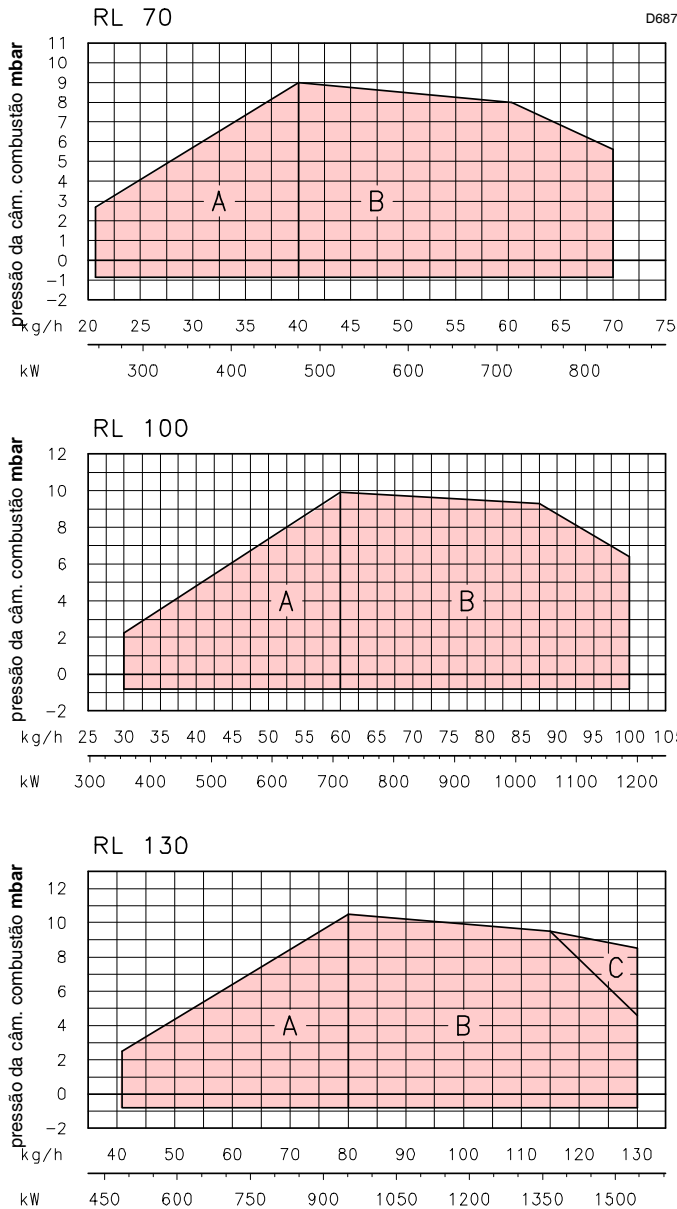 RL 70
D687
pressão da câm. combustão mbar
11
10
9
8
7
6
5
4
3
2
1
0
−1
−2
A
B
kg/h 20 25 30 35 40 45 50 55 60 65 70 75
kW 300 400 500 600 700 800
RL 100
pressão da câm. combustão mbar
12
10
8
6
4
2
0
−2
A
B
kg/h 25 30 35 40 45 50 55 60 65 70 75 80 85 90 95 100
kW 300 400 500 600 700 800 900 1000 1100 1200
RL 130
pressão da câm. combustão mbar
12
10
8
6
4
2
0
−2
A
B
C
kg/h 40 50 60 70 80 90 100 110 120 130
kW 450 600 750 900 1050 1200 1350 1500